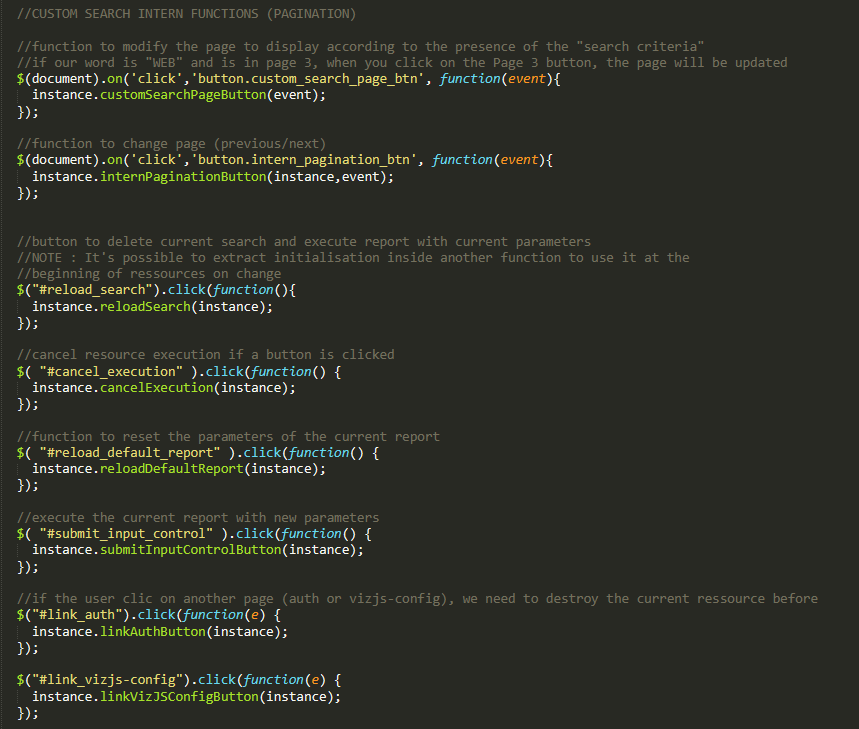 //CUSTOM SEARCH INTERN FUNCTIONS (PAGINATION)
//function to modify the page to display according to the presence of the "search criteria"
//if our word is "WEB" and is in page 3, when you click on the Page 3 button, the page will be updated
$(document).on('click','button.custom_search_page_btn', function(event){
instance.customSearchPageButton(event);
});
//function to change page (previous/next)
$(document).on('click','button.intern_pagination_btn', function(event){
instance.internPaginationButton(instance,event);
});
//button to delete current search and execute report with current parameters
//NOTE : It's possible to extract initialisation inside another function to use it at the
//beginning of ressources on change
$("#reload_search").click(function(){
instance.reloadSearch(instance);
});
//cancel resource execution if a button is clicked
$( "#cancel_execution" ).click(function() {
instance.cancelExecution(instance);
});
//function to reset the parameters of the current report
$( "#reload_default_report" ).click(function() {
instance.reloadDefaultReport(instance);
});
//execute the current report with new parameters
$( "#submit_input_control" ).click(function() {
instance.submitInputControlButton(instance);
});
//if the user clic on another page (auth or vizjs-config), we need to destroy the current ressource before
$("#link_auth").click(function(e) {
instance.linkAuthButton(instance);
});
$("#link_vizjs-config").click(function(e) {
instance.linkVizJSConfigButton(instance);
});